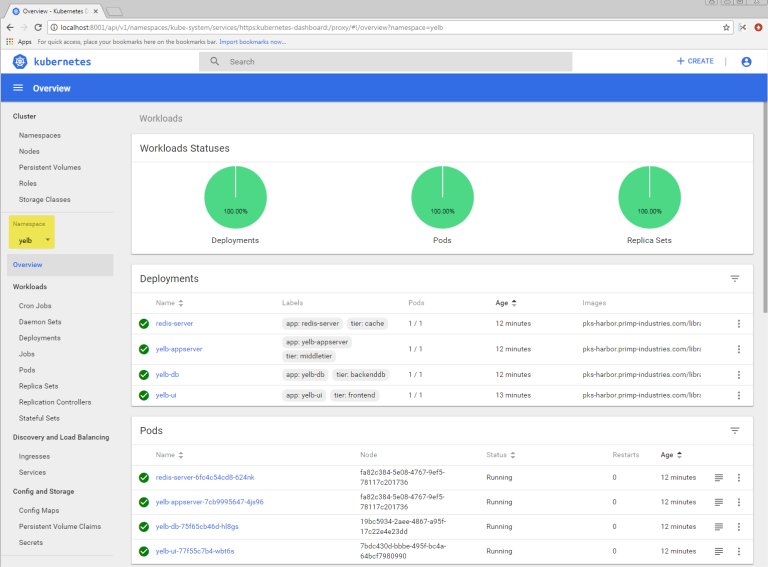 Overview - Kubernetes D
localhost:8001/api/v1/namespaces/kube-system/services/https:kubernetes-dashboard:/proxy/#!/overview?namespace=yelb
Apps For quick access, place your bookmarks here on the bookmarks bar. Import bookmarks now...
kubernetes
Search
+ CREATE
Overview
Cluster
Namespaces
Nodes
Persistent Volumes
Roles
Storage Classes
Namespace
yelb
Overview
Workloads
Cron Jobs
Daemon Sets
Deployments
Jobs
Pods
Replica Sets
Replication Controllers
Stateful Sets
Discovery and Load Balancing
Ingresses
Services
Config and Storage
Config Maps
Persistent Volume Claims
Secrets
Workloads
Workloads Statuses
100.00% 100.00% 100.00%
Deployments Pods Replica Sets
Deployments
Name Labels Pods Age Images
redis-server app: redis-server tier: cache 1 / 1 12 minutes pks-harbor.primp-industries.com/libra
yelb-appserver app: yelb-appserver tier: middletier 1 / 1 12 minutes pks-harbor.primp-industries.com/libra
yelb-db app: yelb-db tier: backenddb 1 / 1 12 minutes pks-harbor.primp-industries.com/libra
yelb-ui app: yelb-ui tier: frontend 1 / 1 13 minutes pks-harbor.primp-industries.com/libra
Pods
Name Node Status Restarts Age
redis-server-6fc4c54cd8-624nk fa82c384-5e08-4767-9ef5-78117c201736 Running 0 12 minutes
yelb-appserver-7cb9995647-4js96 fa82c384-5e08-4767-9ef5-78117c201736 Running 0 12 minutes
yelb-db-75f65cb46d-hl8gs 19bc5934-2aee-4867-a95f-17c22e4e23dd Running 0 12 minutes
yelb-ui-77f55c7b4-wbt6s 7bdc430d-bbbe-495f-bc4a-64bcf7980990 Running 0 12 minutes